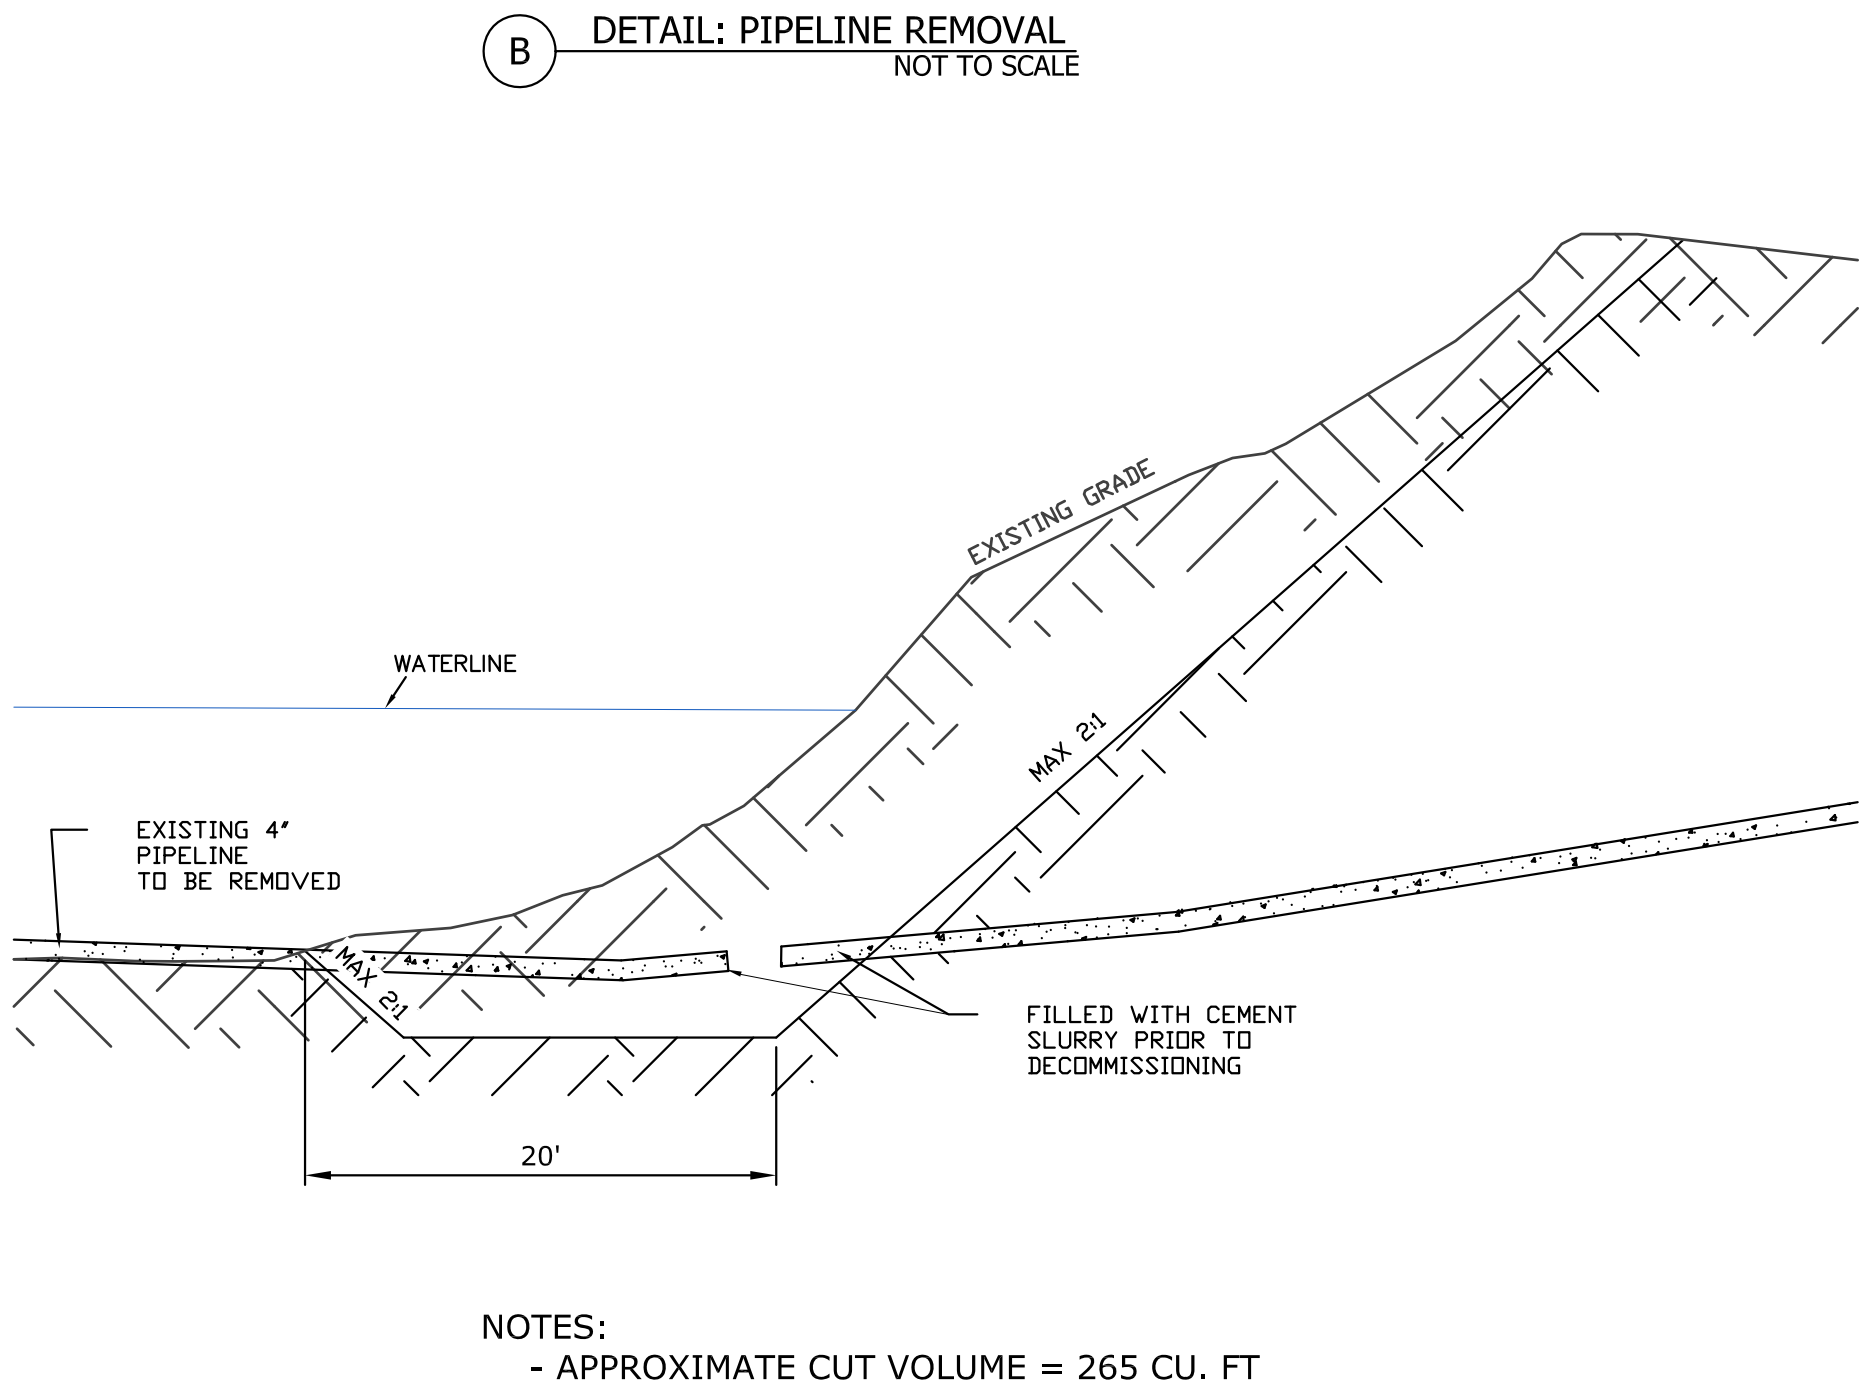 B
DETAIL: PIPELINE REMOVAL
NOT TO SCALE
EXISTING GRADE
WATERLINE
MAX 2:1
EXISTING 4"
PIPELINE
TO BE REMOVED
MAX 2:1
FILLED WITH CEMENT
SLURRY PRIOR TO
DECOMMISSIONING
20'
NOTES:
- APPROXIMATE CUT VOLUME = 265 CU. FT